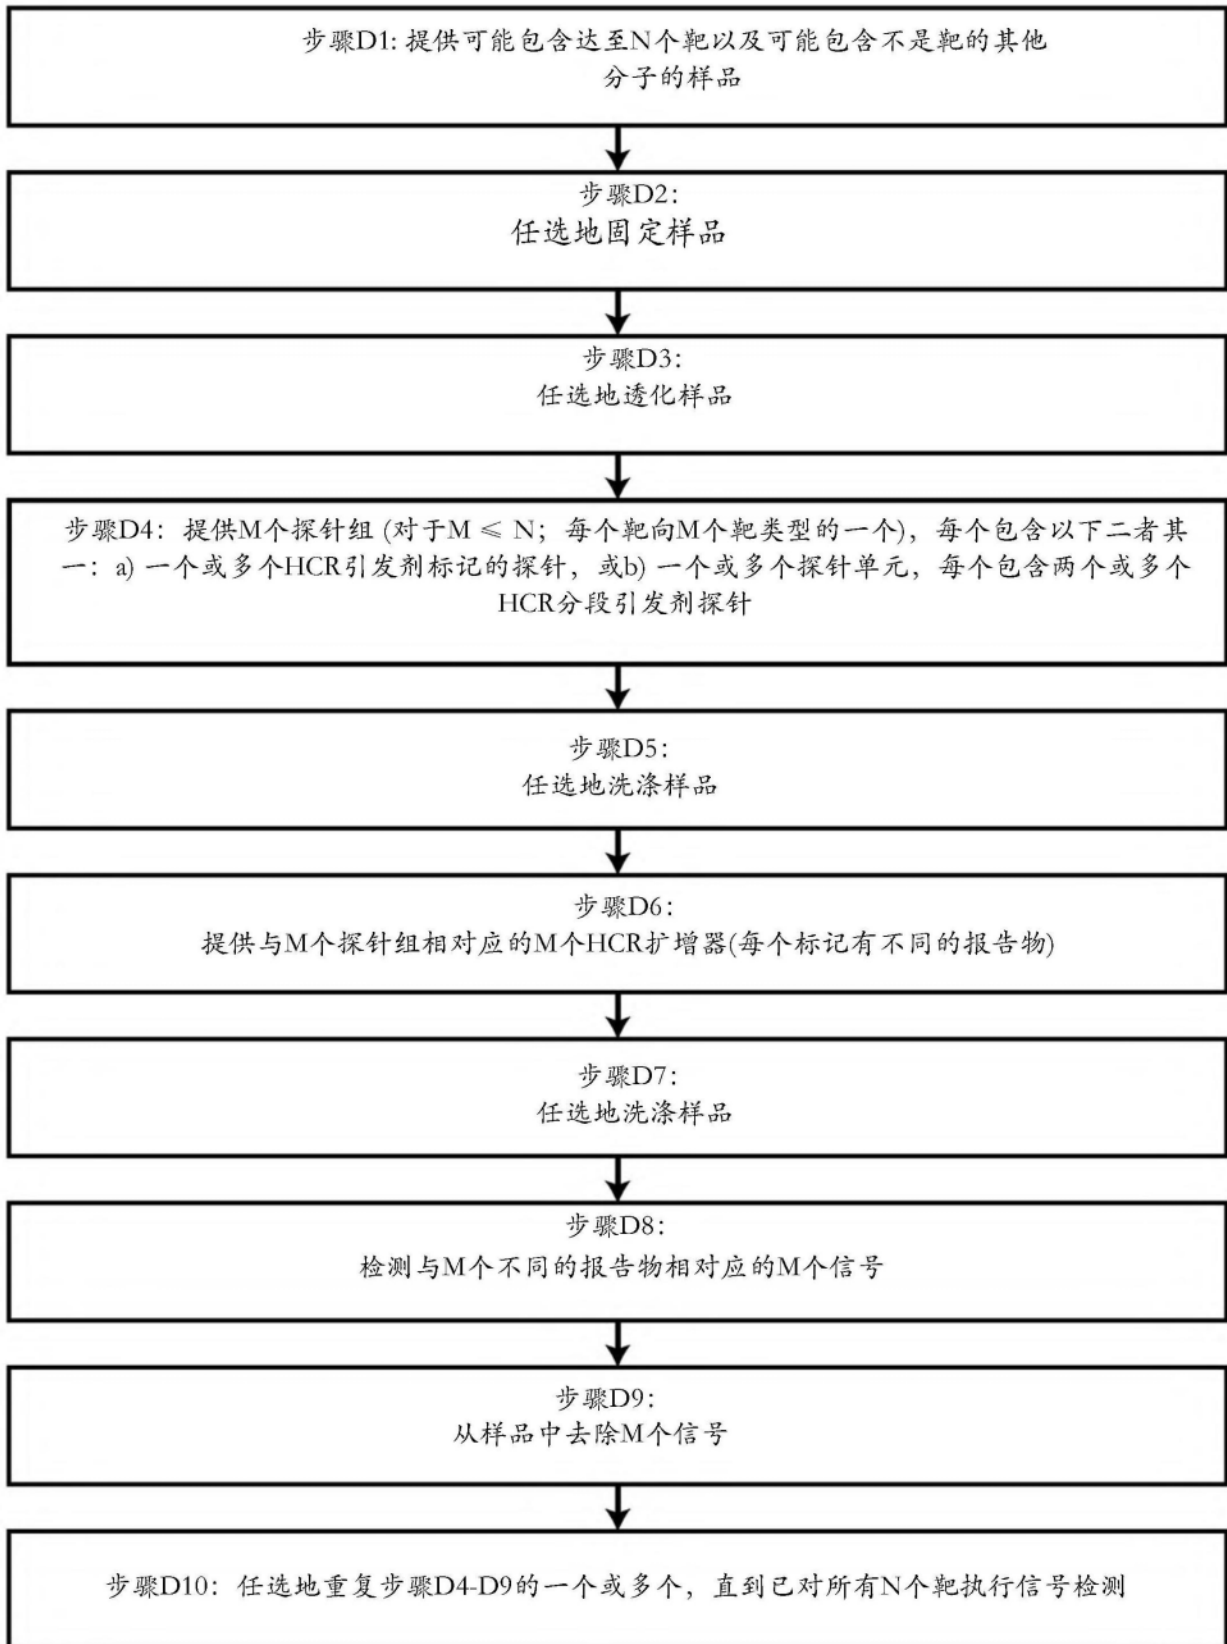 步骤D1: 提供可能包含达至N个靶以及可能包含不是靶的其他
分子的样品
步骤D2:
任选地固定样品
步骤D3:
任选地透化样品
步骤D4：提供M个探针组 (对于M ≤ N；每个靶向M个靶类型的一个)，每个包含以下二者其
一：a) 一个或多个HCR引发剂标记的探针，或b) 一个或多个探针单元，每个包含两个或多个
HCR分段引发剂探针
步骤D5:
任选地洗涤样品
步骤D6:
提供与M个探针组相对应的M个HCR扩增器(每个标记有不同的报告物)
步骤D7:
任选地洗涤样品
步骤D8:
检测与M个不同的报告物相对应的M个信号
步骤D9:
从样品中去除M个信号
步骤D10：任选地重复步骤D4-D9的一个或多个，直到已对所有N个靶执行信号检测